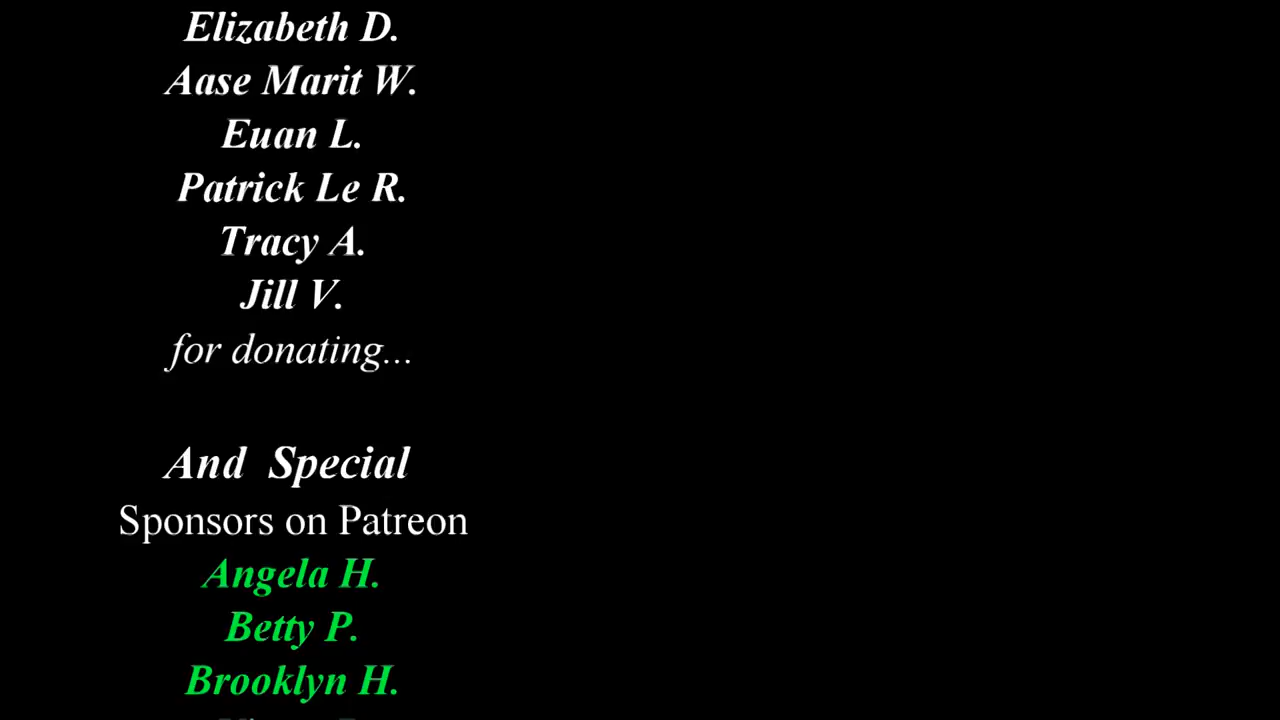 Elizabeth D.
Aase Marit W.
Euan L.
Patrick Le R.
Tracy A.
Jill V.
for donating...
And Special
Sponsors on Patreon
Angela H.
Betty P.
Brooklyn H.